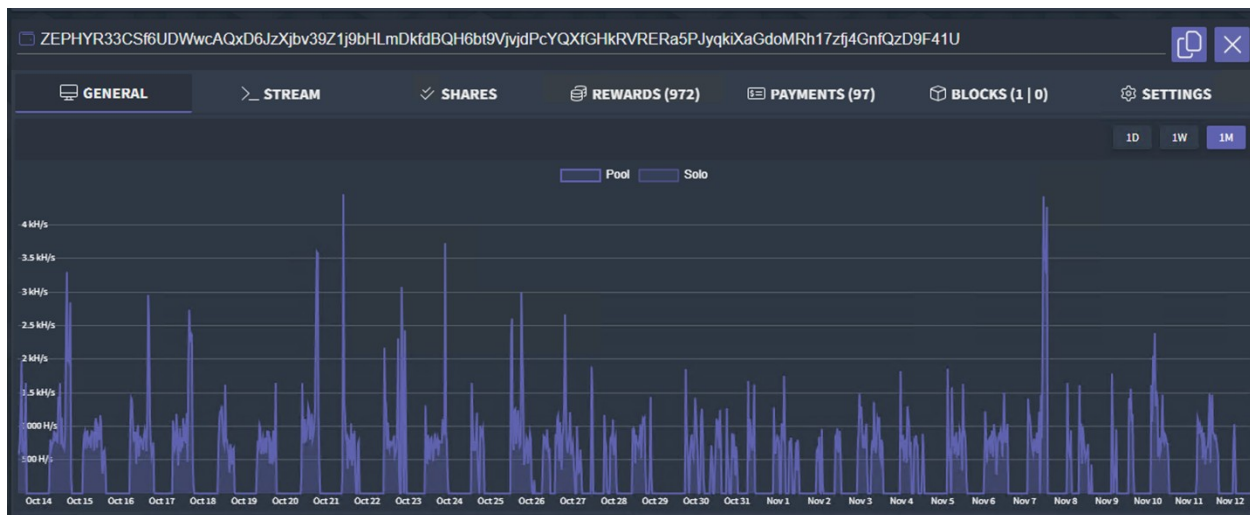 ZEPHYR33CSf6UDWwcAQxD6JzXjbv39Z1j9bHLmDkfdBQH6bt9VjvjdPcYQXfGHkRVRERa5PJyqkiXaGdoMRh17zfj4GnfQzD9F41U
GENERAL >_ STREAM SHARES REWARDS (972) PAYMENTS (97) BLOCKS (1 | 0) SETTINGS
1D 1W 1M
Pool Solo
4 kH/s
3.5 kH/s
3 kH/s
2.5 kH/s
2 kH/s
1.5 kH/s
1000 H/s
500 H/s
Oct 14 Oct 15 Oct 16 Oct 17 Oct 18 Oct 19 Oct 20 Oct 21 Oct 22 Oct 23 Oct 24 Oct 25 Oct 26 Oct 27 Oct 28 Oct 29 Oct 30 Oct 31 Nov 1 Nov 2 Nov 3 Nov 4 Nov 5 Nov 6 Nov 7 Nov 8 Nov 9 Nov 10 Nov 11 Nov 12